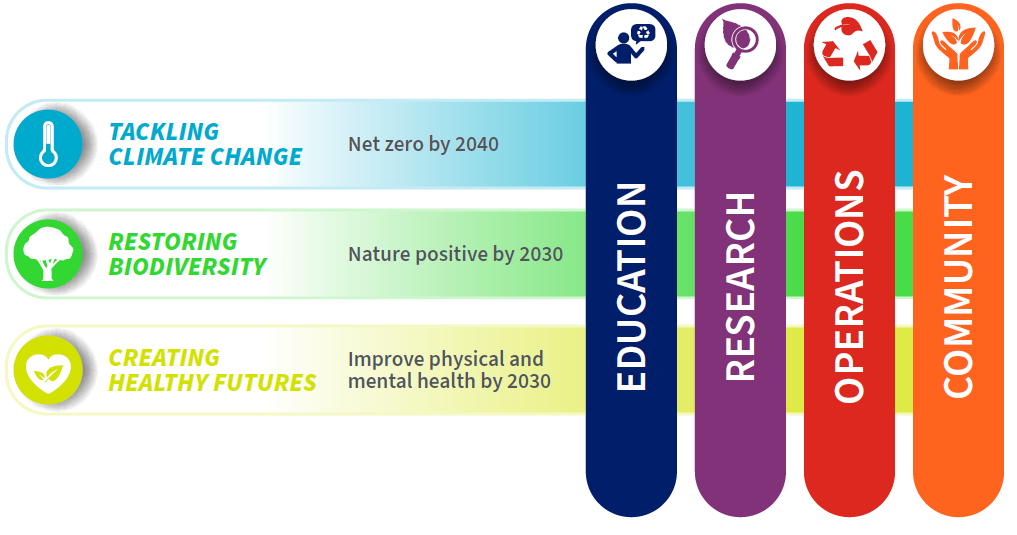 TACKLING
CLIMATE CHANGE
Net zero by 2040
RESTORING
BIODIVERSITY
Nature positive by 2030
CREATING
HEALTHY FUTURES
Improve physical and
mental health by 2030
EDUCATION
RESEARCH
OPERATIONS
COMMUNITY